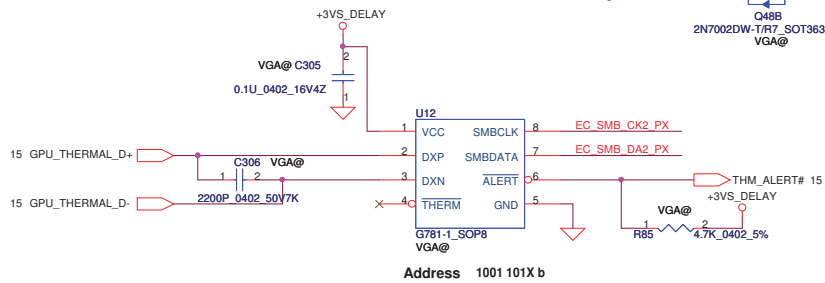 Q48B
2N7002DW-T/R7_SOT363
VGA@
+3VS_DELAY
2
VGA@ C305
0.1U_0402_16V4Z
1
U12
1 VCC SMBCLK 8 EC_SMB_CK2_PX
15 GPU_THERMAL_D+ 2 DXP SMBDATA 7 EC_SMB_DA2_PX
C306 VGA@
1 2 3 DXN ALERT 6 THM_ALERT# 15
2200P_0402_50V7K
+3VS_DELAY
15 GPU_THERMAL_D- 4 THERM GND 5
VGA@
1 2
R85 4.7K_0402_5%
G781-1_SOP8
VGA@
Address 1001 101X b